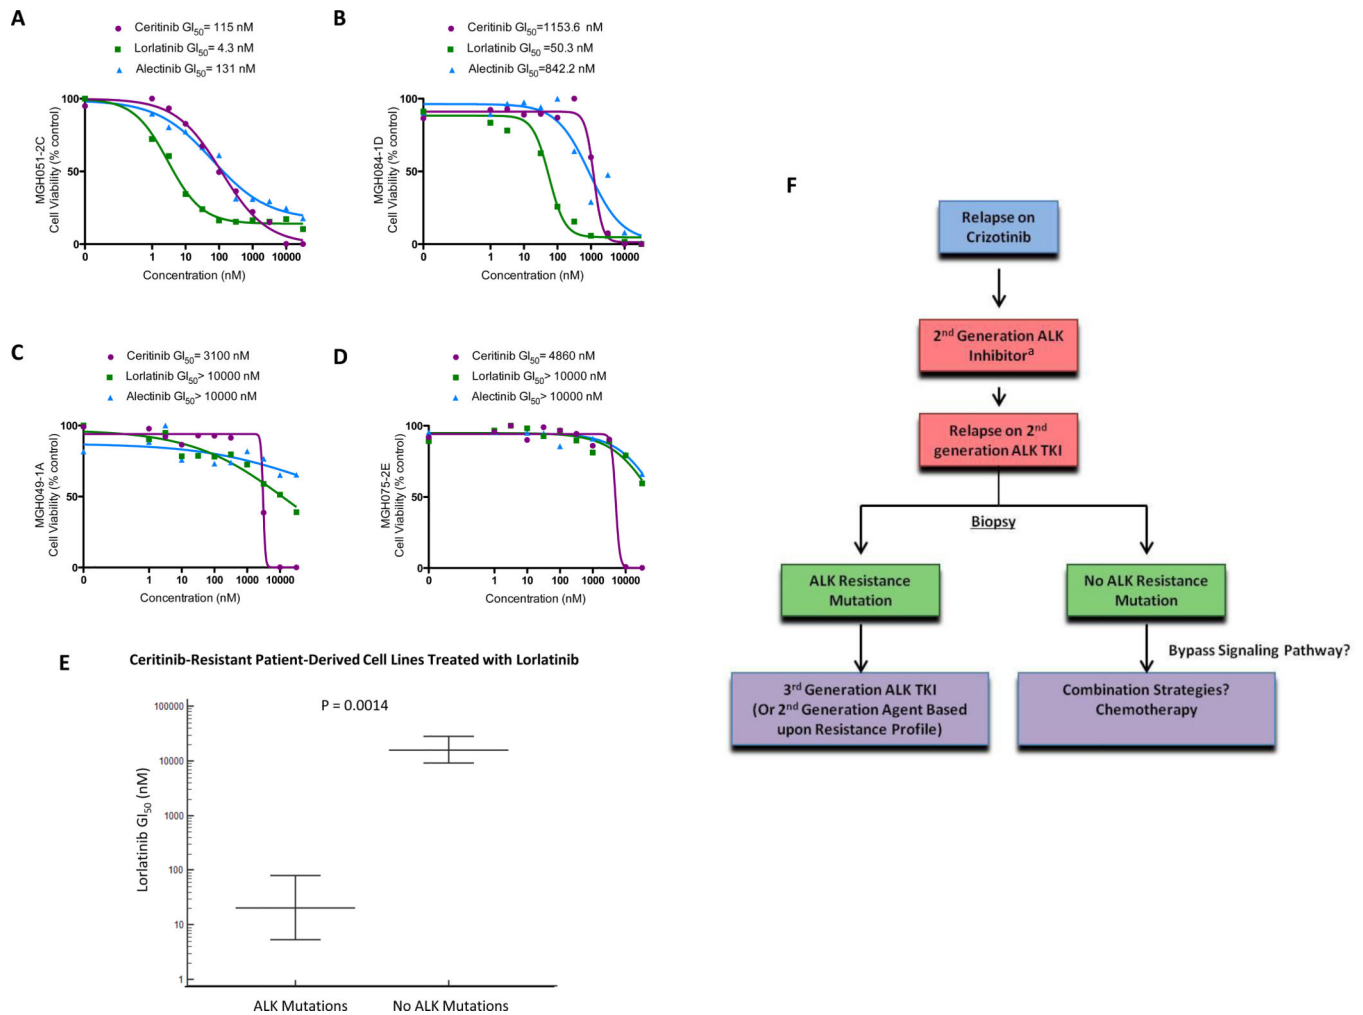 A
Ceritinib GI50= 115 nM
Lorlatinib GI50= 4.3 nM
Alectinib GI50= 131 nM
MGH051-2C
Cell Viability (% control)
100
50
0
0 1 10 100 1000 10000
Concentration (nM)
B
Ceritinib GI50=1153.6 nM
Lorlatinib GI50 =50.3 nM
Alectinib GI50=842.2nM
MGH084-1D
Cell Viability (% control)
100
50
0
0 1 10 100 1000 10000
Concentration (nM)
C
Ceritinib GI50= 3100 nM
Lorlatinib GI50> 10000 nM
Alectinib GI50> 10000 nM
MGH049-1A
Cell Viability (% control)
100
50
0
0 1 10 100 1000 10000
Concentration (nM)
D
Ceritinib GI50= 4860 nM
Lorlatinib GI50> 10000 nM
Alectinib GI50> 10000 nM
MGH075-2E
Cell Viability (% control)
100
50
0
0 1 10 100 1000 10000
Concentration (nM)
E
Ceritinib-Resistant Patient-Derived Cell Lines Treated with Lorlatinib
P = 0.0014
Lorlatinib GI50 (nM)
100000
10000
1000
100
10
1
ALK Mutations No ALK Mutations
F
Relapse on
Crizotinib
2nd Generation ALK
Inhibitora
Relapse on 2nd
generation ALK TKI
Biopsy
ALK Resistance
Mutation
No ALK Resistance
Mutation
Bypass Signaling Pathway?
3rd Generation ALK TKI
(Or 2nd Generation Agent Based
upon Resistance Profile)
Combination Strategies?
Chemotherapy